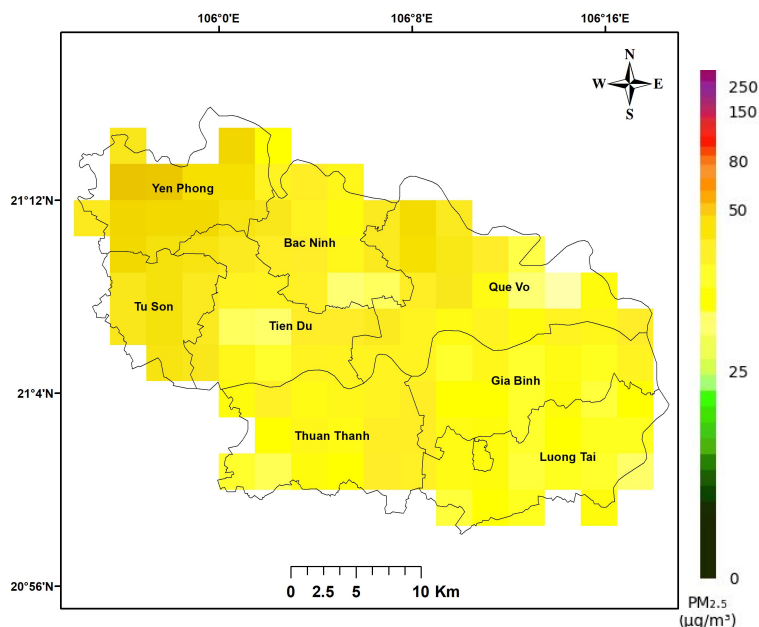 106°0'E 106°8'E 106°16'E
N
W E
S
250
150
80
50
25
0
PM2.5
(µg/m³)
21°12'N
21°4'N
20°56'N
Yen Phong
Bac Ninh
Que Vo
Tu Son
Tien Du
Gia Binh
Thuan Thanh
Luong Tai
0 2.5 5 10 Km